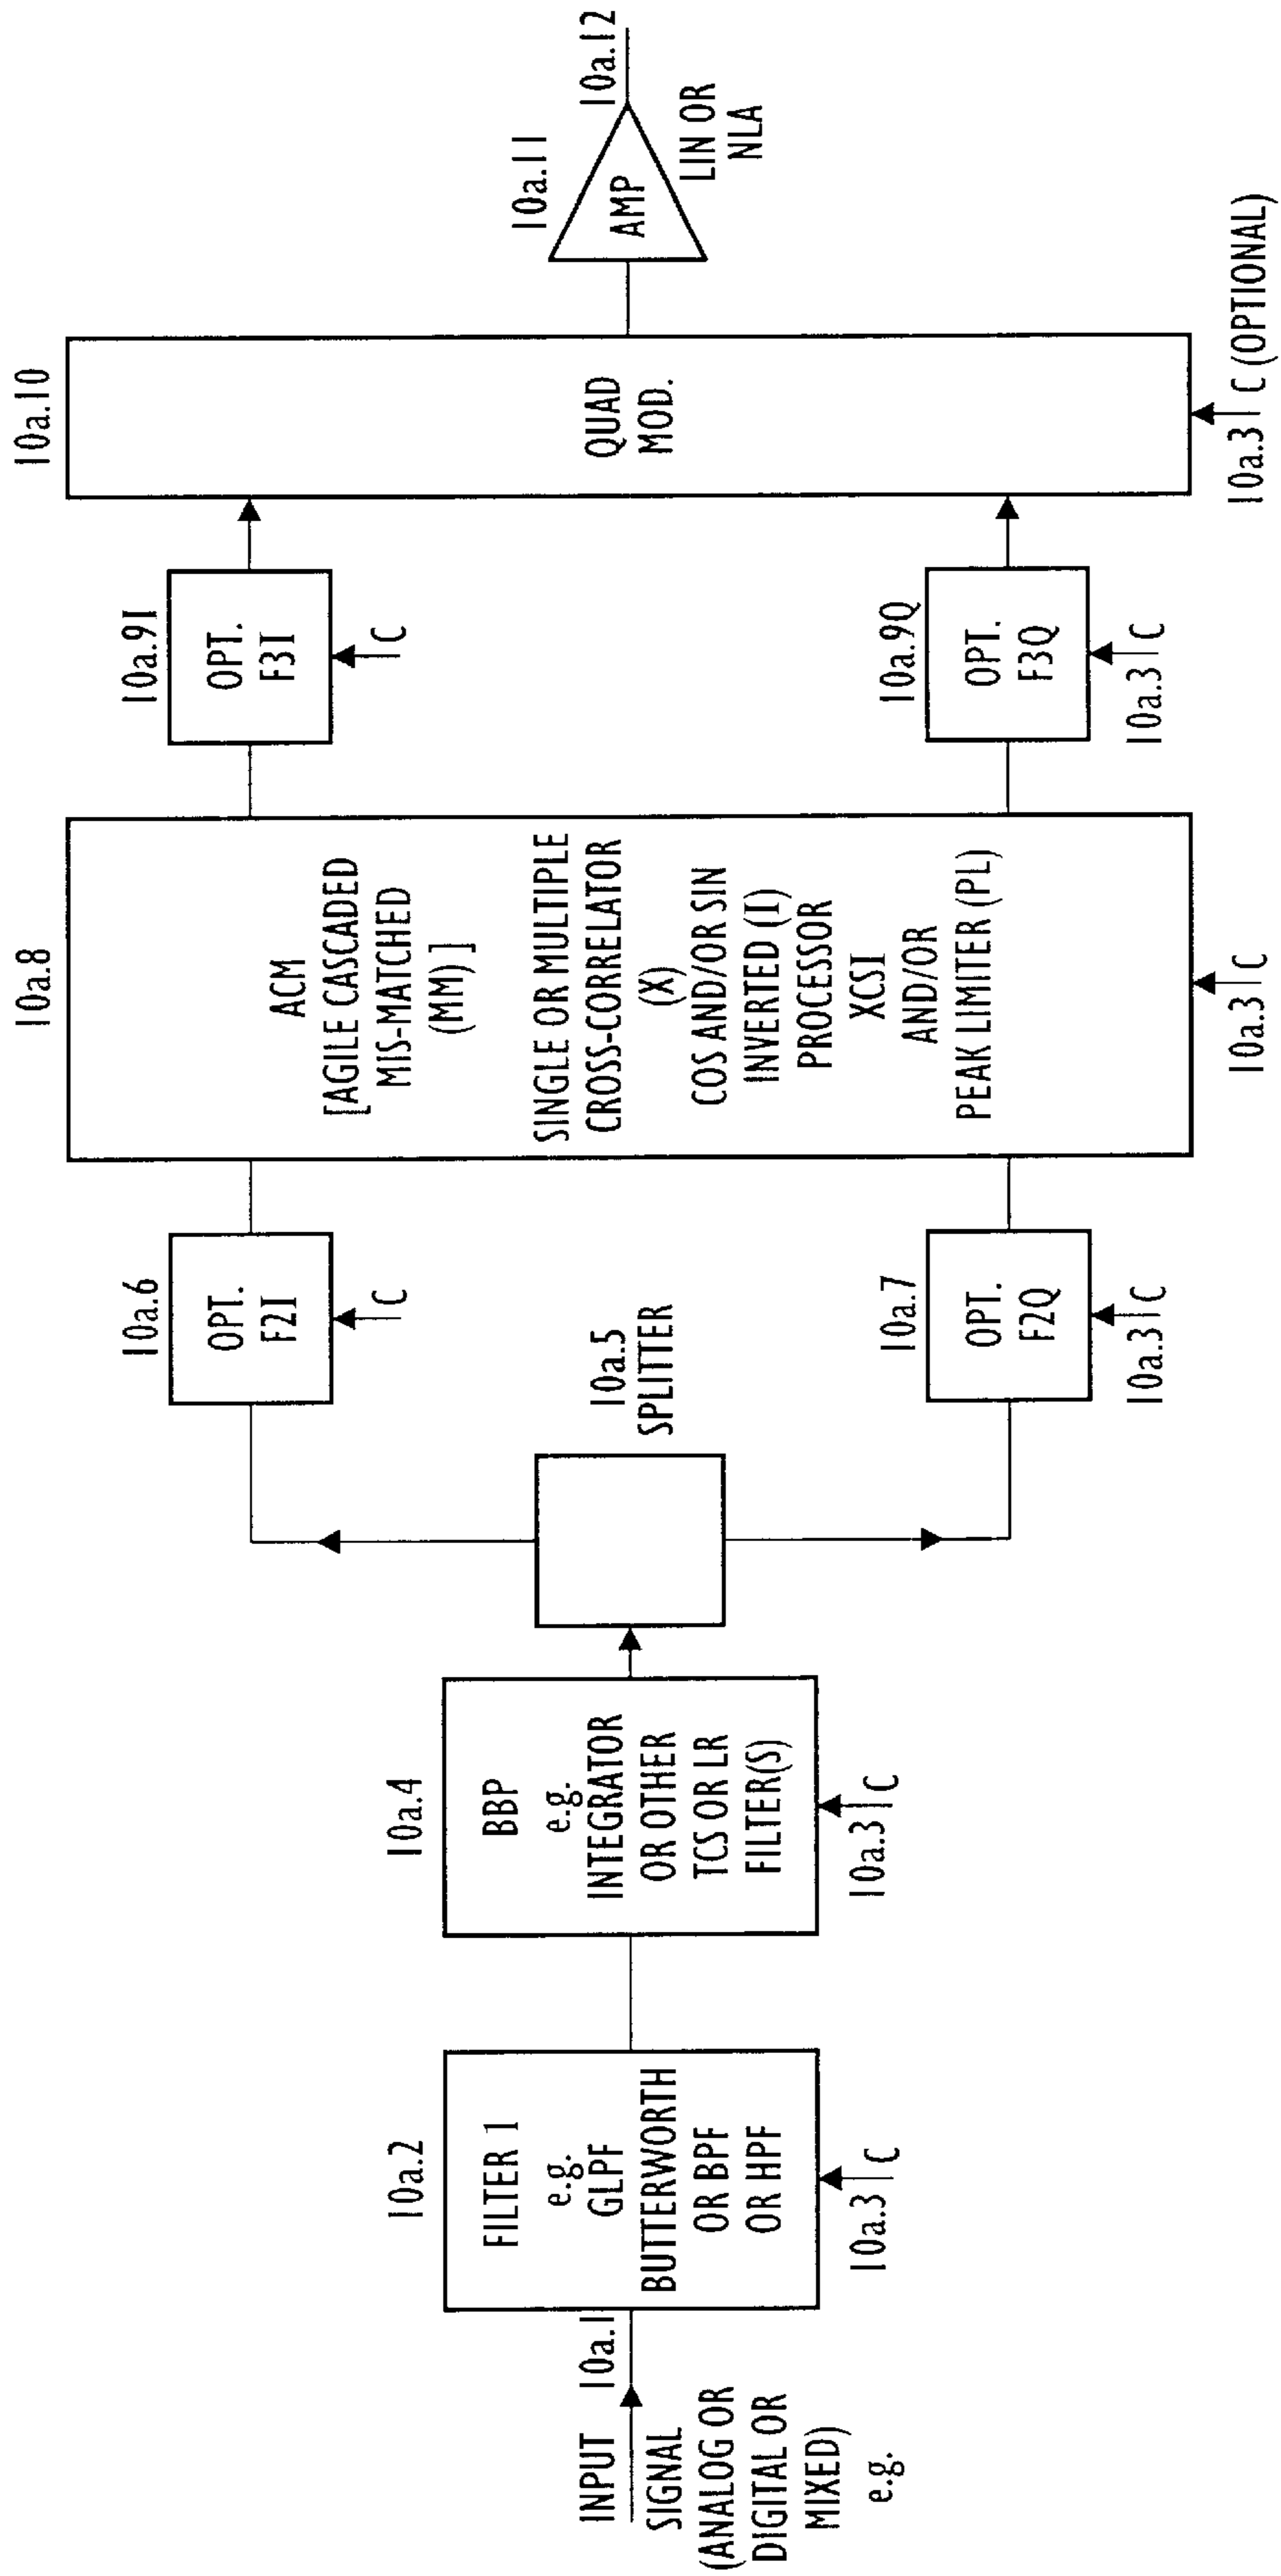 INPUT
SIGNAL
(ANALOG OR
DIGITAL OR
MIXED)
e.g.
10a.1
10a.2
FILTER 1
e.g.
GLPF
BUTTERWORTH
OR BPF
OR HPF
10a.3 C
10a.4
BBP
e.g.
INTEGRATOR
OR OTHER
TCS OR LR
FILTER(S)
10a.3 C
10a.5
SPLITTER
10a.6
OPT.
F2I
C
10a.7
OPT.
F2Q
10a.3 C
10a.8
ACM
[AGILE CASCADED
MIS-MATCHED
(MM) ]
SINGLE OR MULTIPLE
CROSS-CORRELATOR
(X)
COS AND/OR SIN
INVERTED (I)
PROCESSOR
XCSI
AND/OR
PEAK LIMITER (PL)
10a.3 C
10a.9I
OPT.
F3I
C
10a.9Q
OPT.
F3Q
10a.3 C
10a.10
QUAD
MOD.
10a.3 C (OPTIONAL)
10a.11
AMP
LIN OR
NLA
10a.12